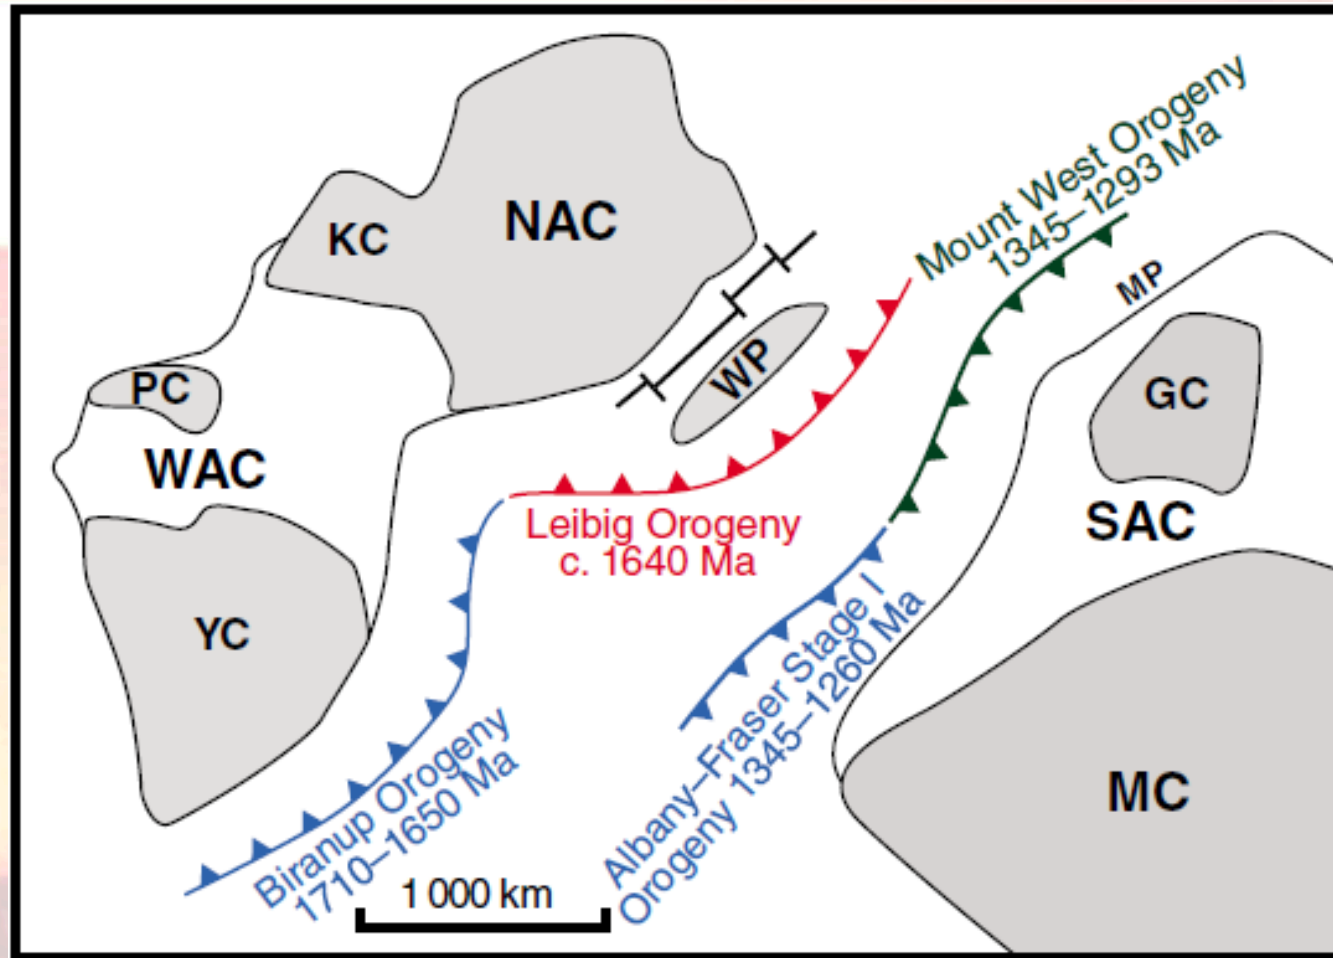 NAC
KC
PC
WAC
YC
WP
Mount West Orogeny
1345–1293 Ma
MP
GC
SAC
MC
Leibig Orogeny
c. 1640 Ma
Albany–Fraser Stage I
Orogeny 1345–1260 Ma
Biranup Orogeny
1710–1650 Ma
1 000 km